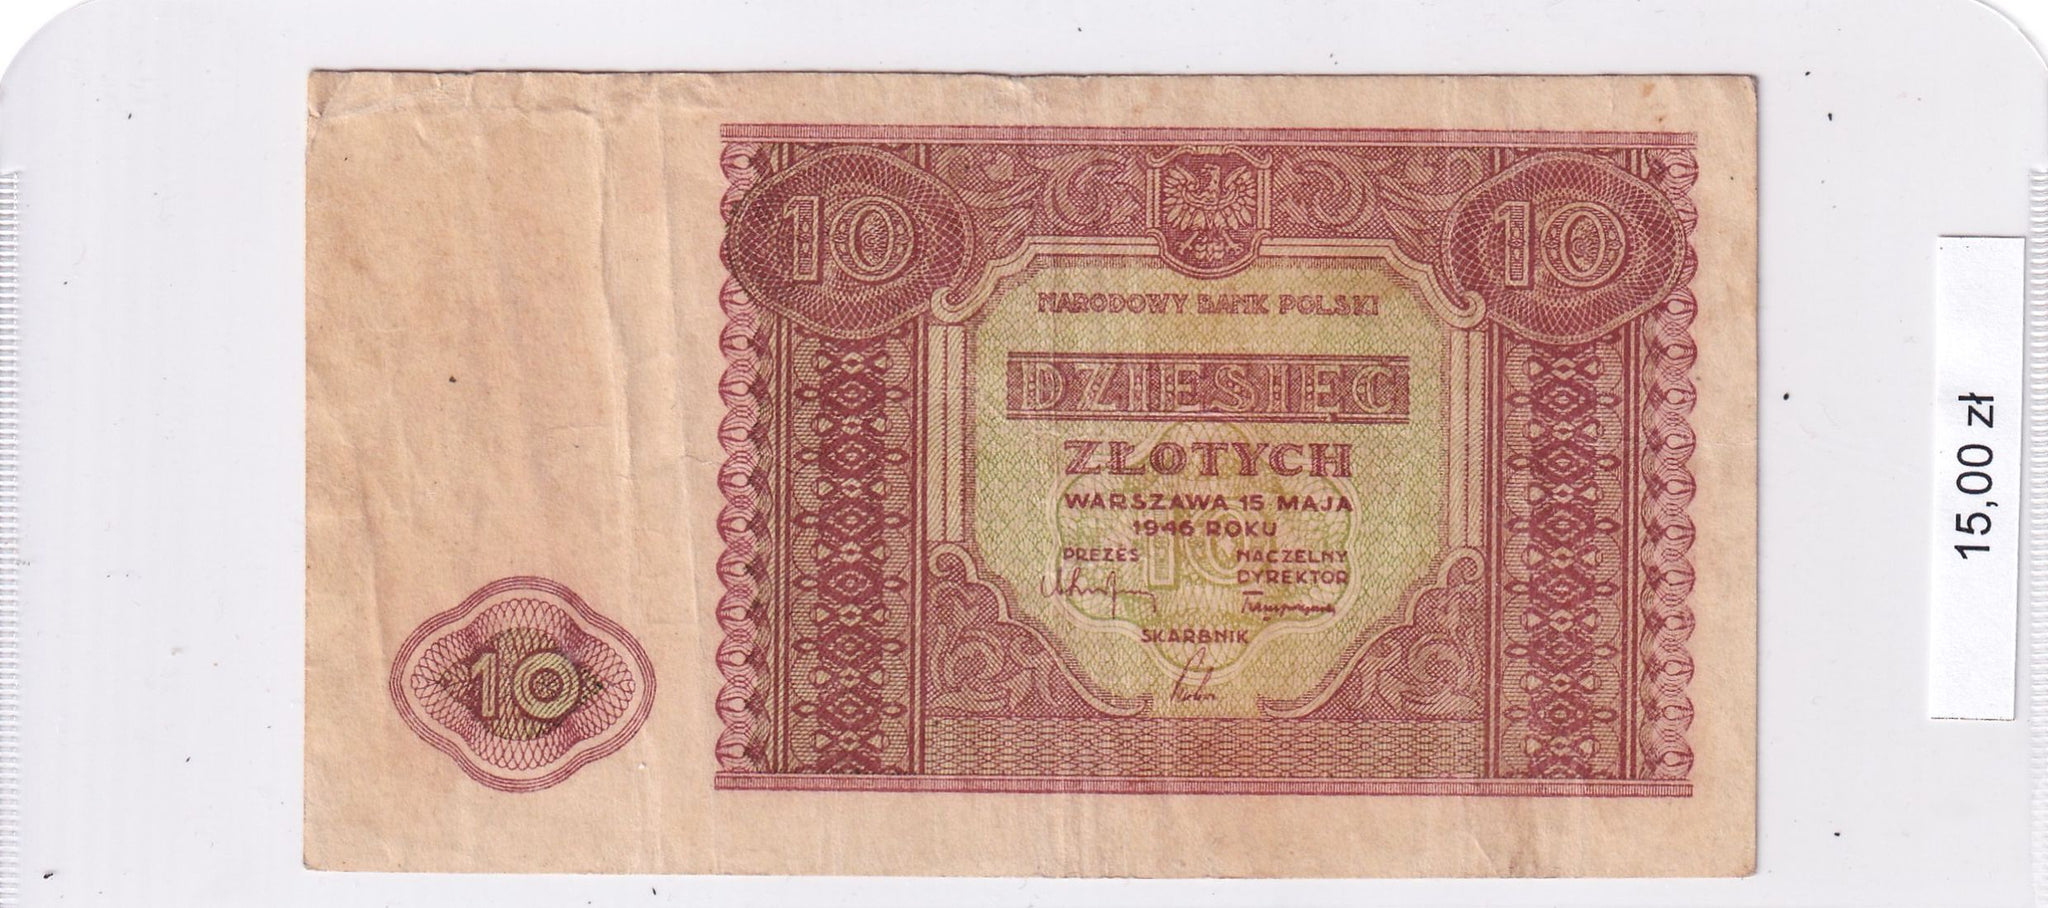 10
10
NARODOWY BANK POLSKI
DZIESIĘĆ
ZŁOTYCH
WARSZAWA 15 MAJA
1946 ROKU
PREZES
NACZELNY
DYREKTOR
SKARBNIK
10
10
15,00 zł